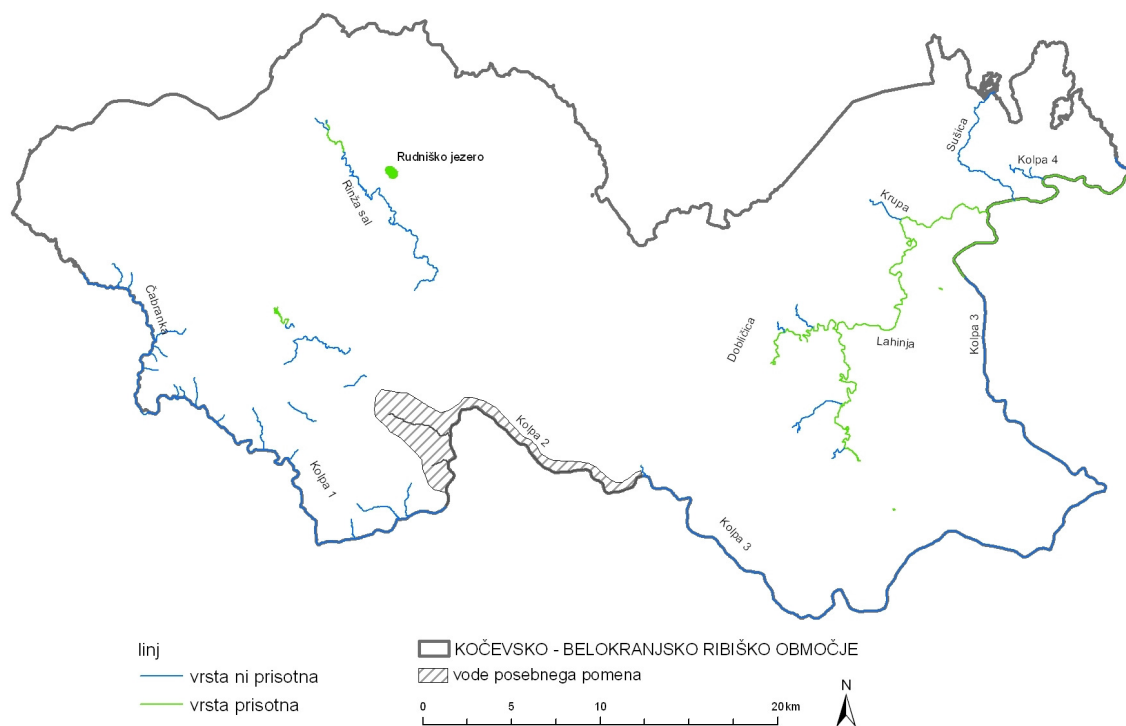 Sušica
Kolpa 4
Rudniško jezero
Rinža sal
Krupa
Čabranka
Dobličica
Lahinja
Kolpa 3
Kolpa 2
Kolpa 1
Kolpa 3
linj
vrsta ni prisotna
vrsta prisotna
KOČEVSKO - BELOKRANJSKO RIBIŠKO OBMOČJE
vode posebnega pomena
0 5 10 20 km
N